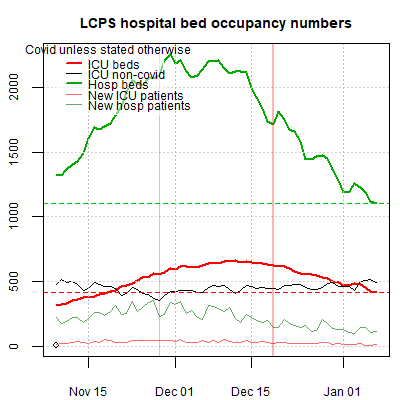 LCPS hospital bed occupancy numbers
Covid unless stated otherwise
ICU beds
ICU non-covid
Hosp beds
New ICU patients
New hosp patients
2000
1500
1000
500
0
Nov 15
Dec 01
Dec 15
Jan 01